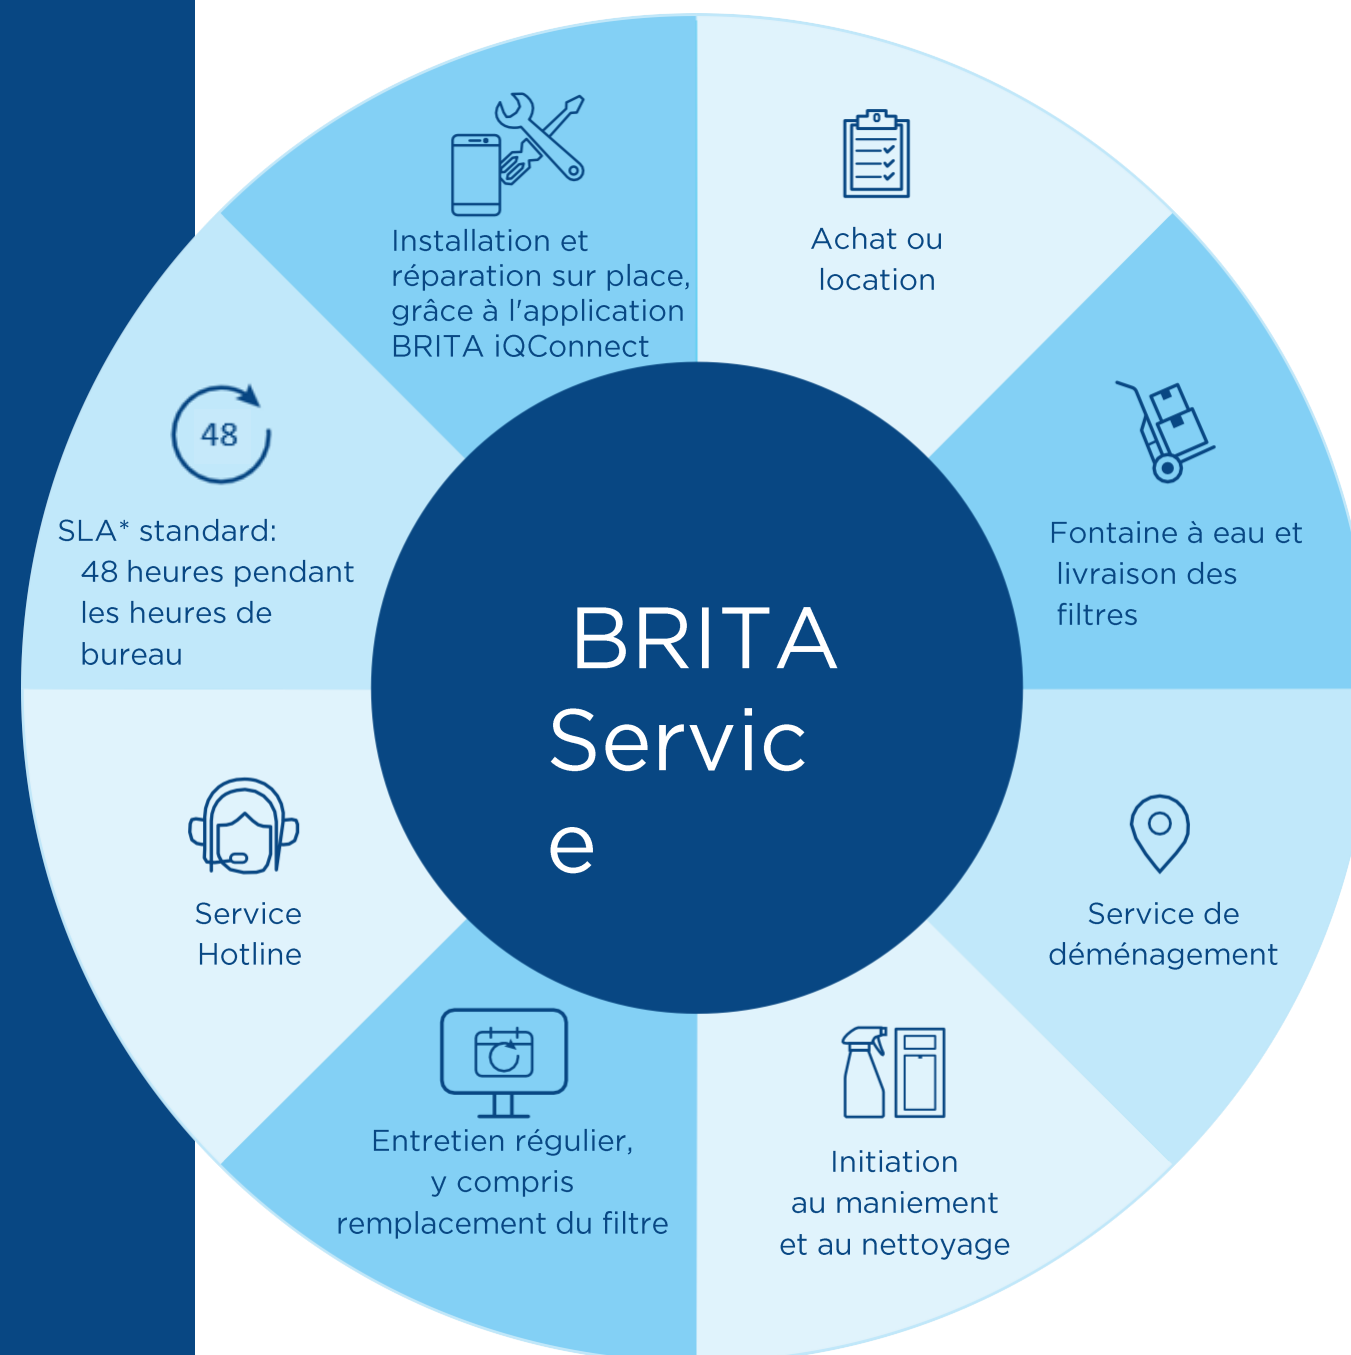 Installation et
réparation sur place,
grâce à l'application
BRITA iQConnect
Achat ou
location
48
SLA* standard:
48 heures pendant
les heures de
bureau
Fontaine à eau et
livraison des
filtres
BRITA
Servic
e
Service
Hotline
Service de
déménagement
Entretien régulier,
y compris
remplacement du filtre
Initiation
au maniement
et au nettoyage